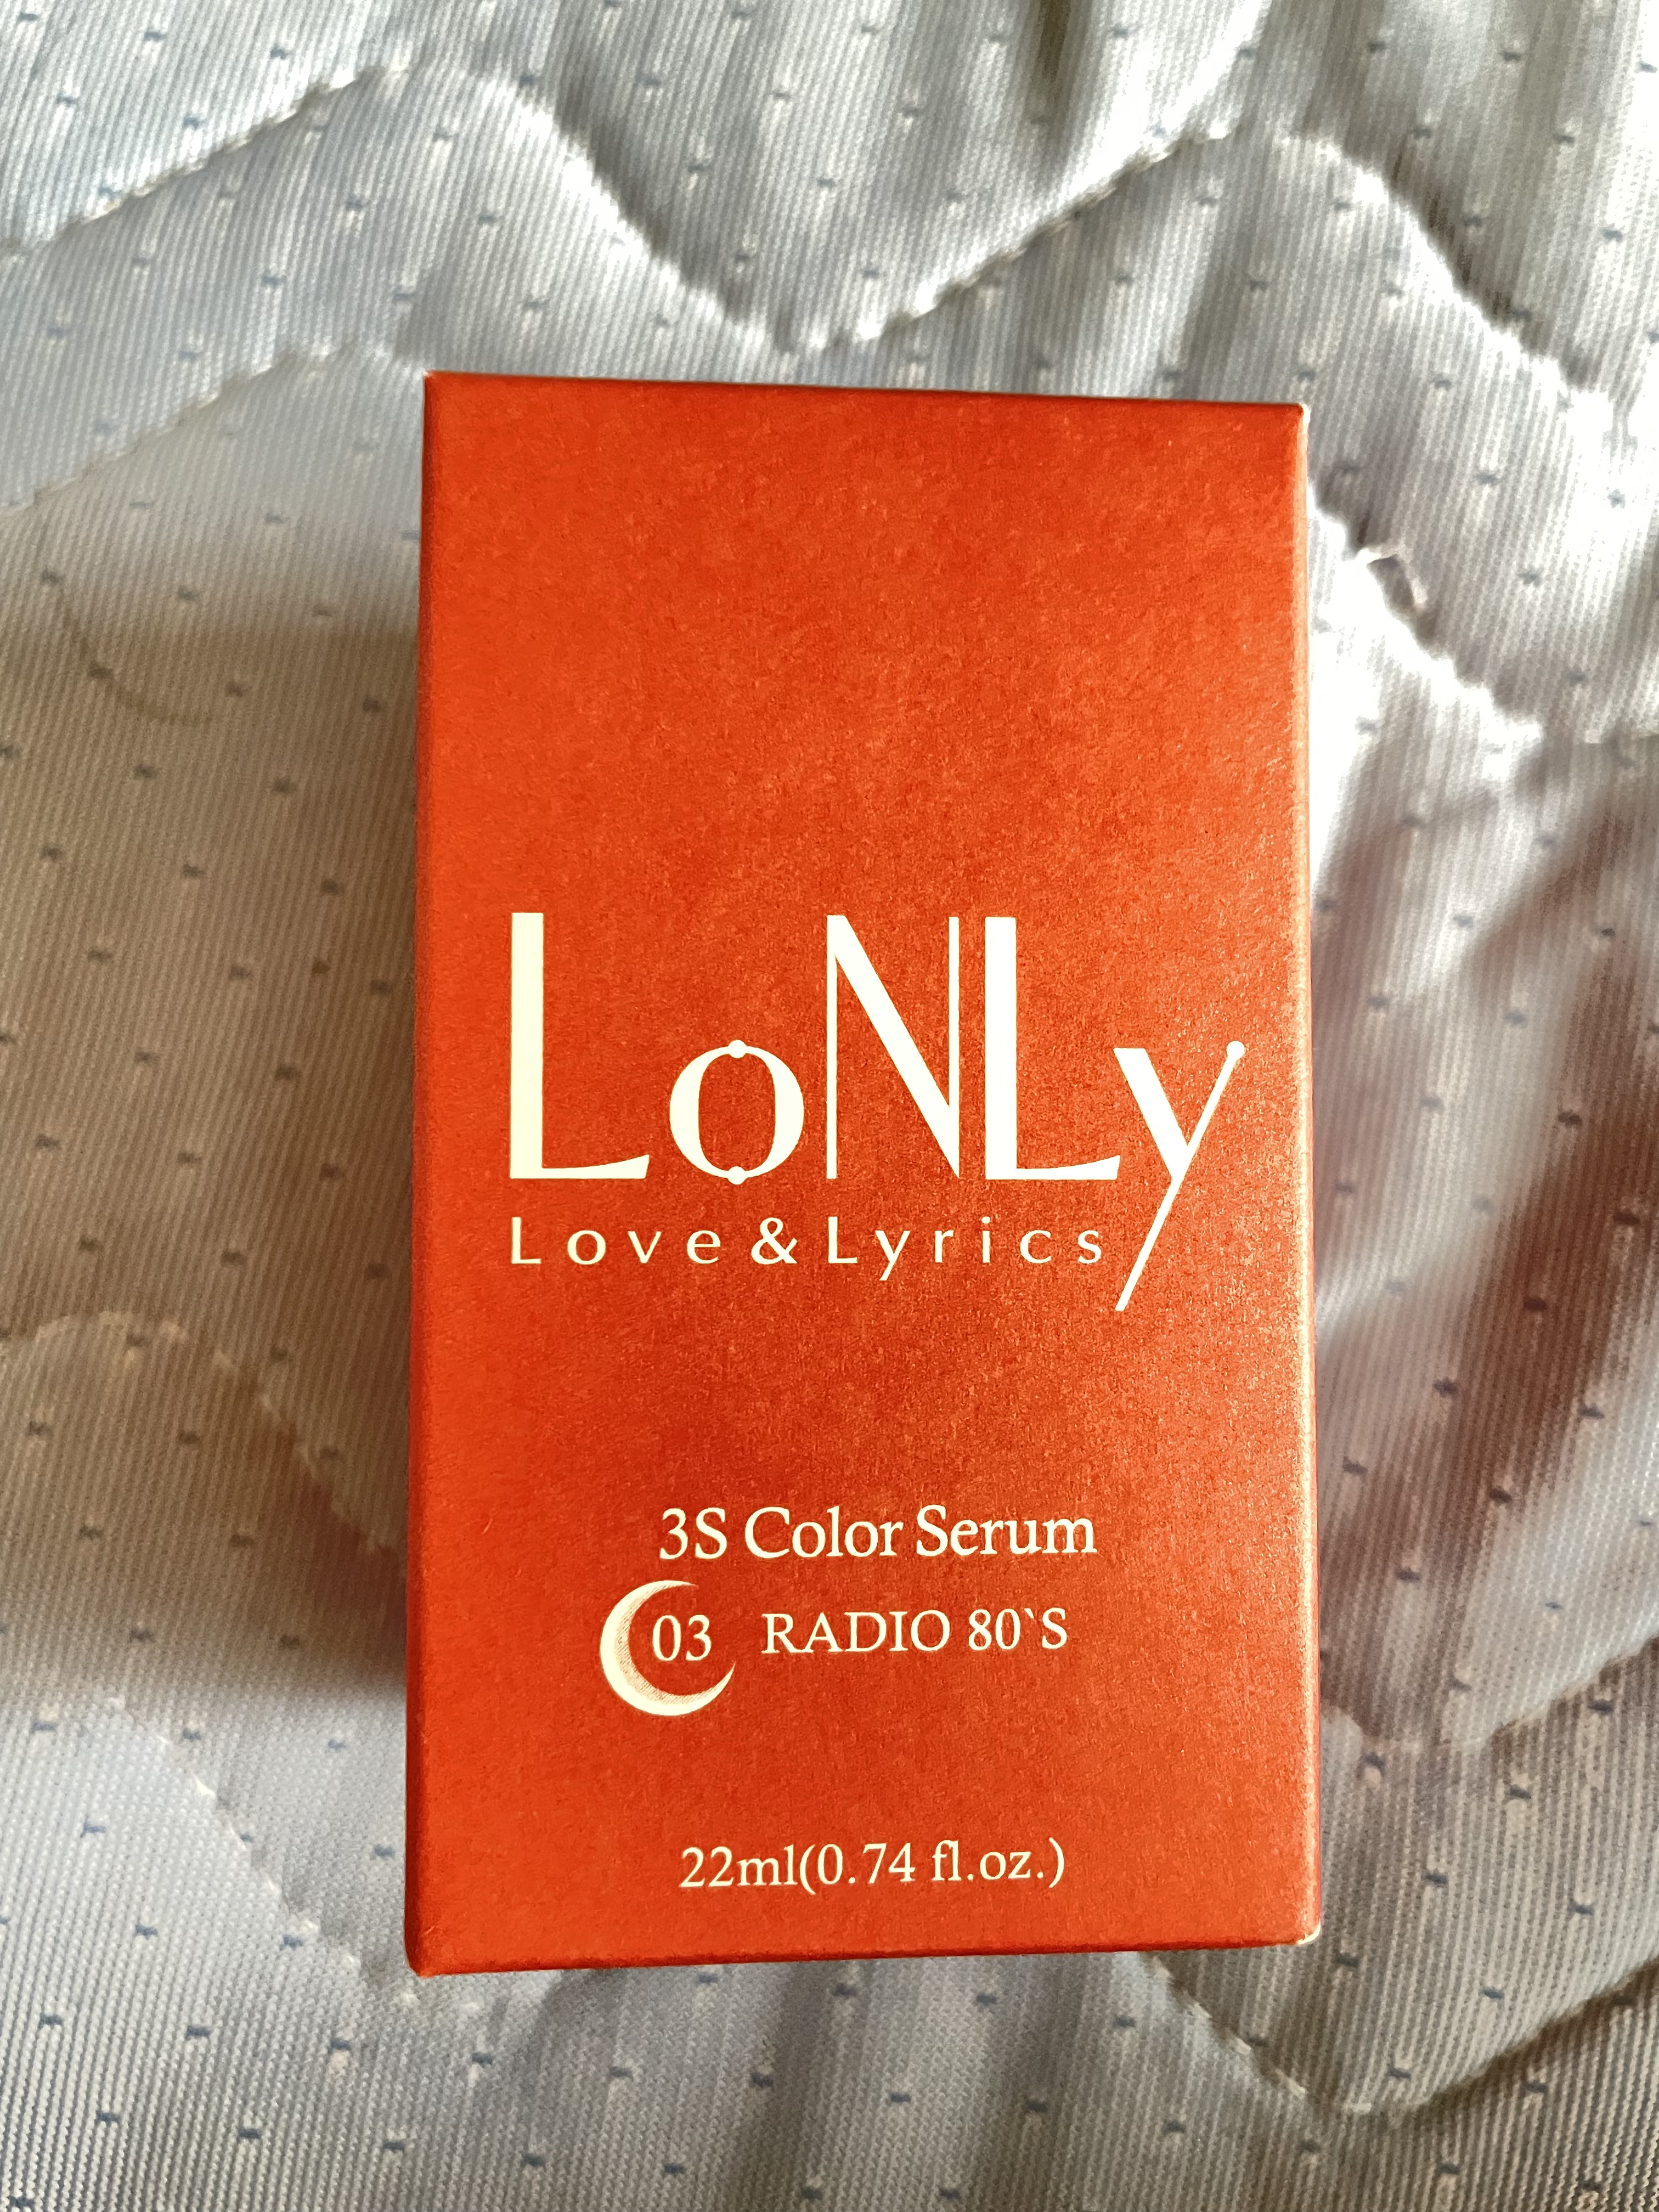 LoNLy
Love&Lyrics
3S Color Serum
03 RADIO 80`S
22ml(0.74 fl.oz.)